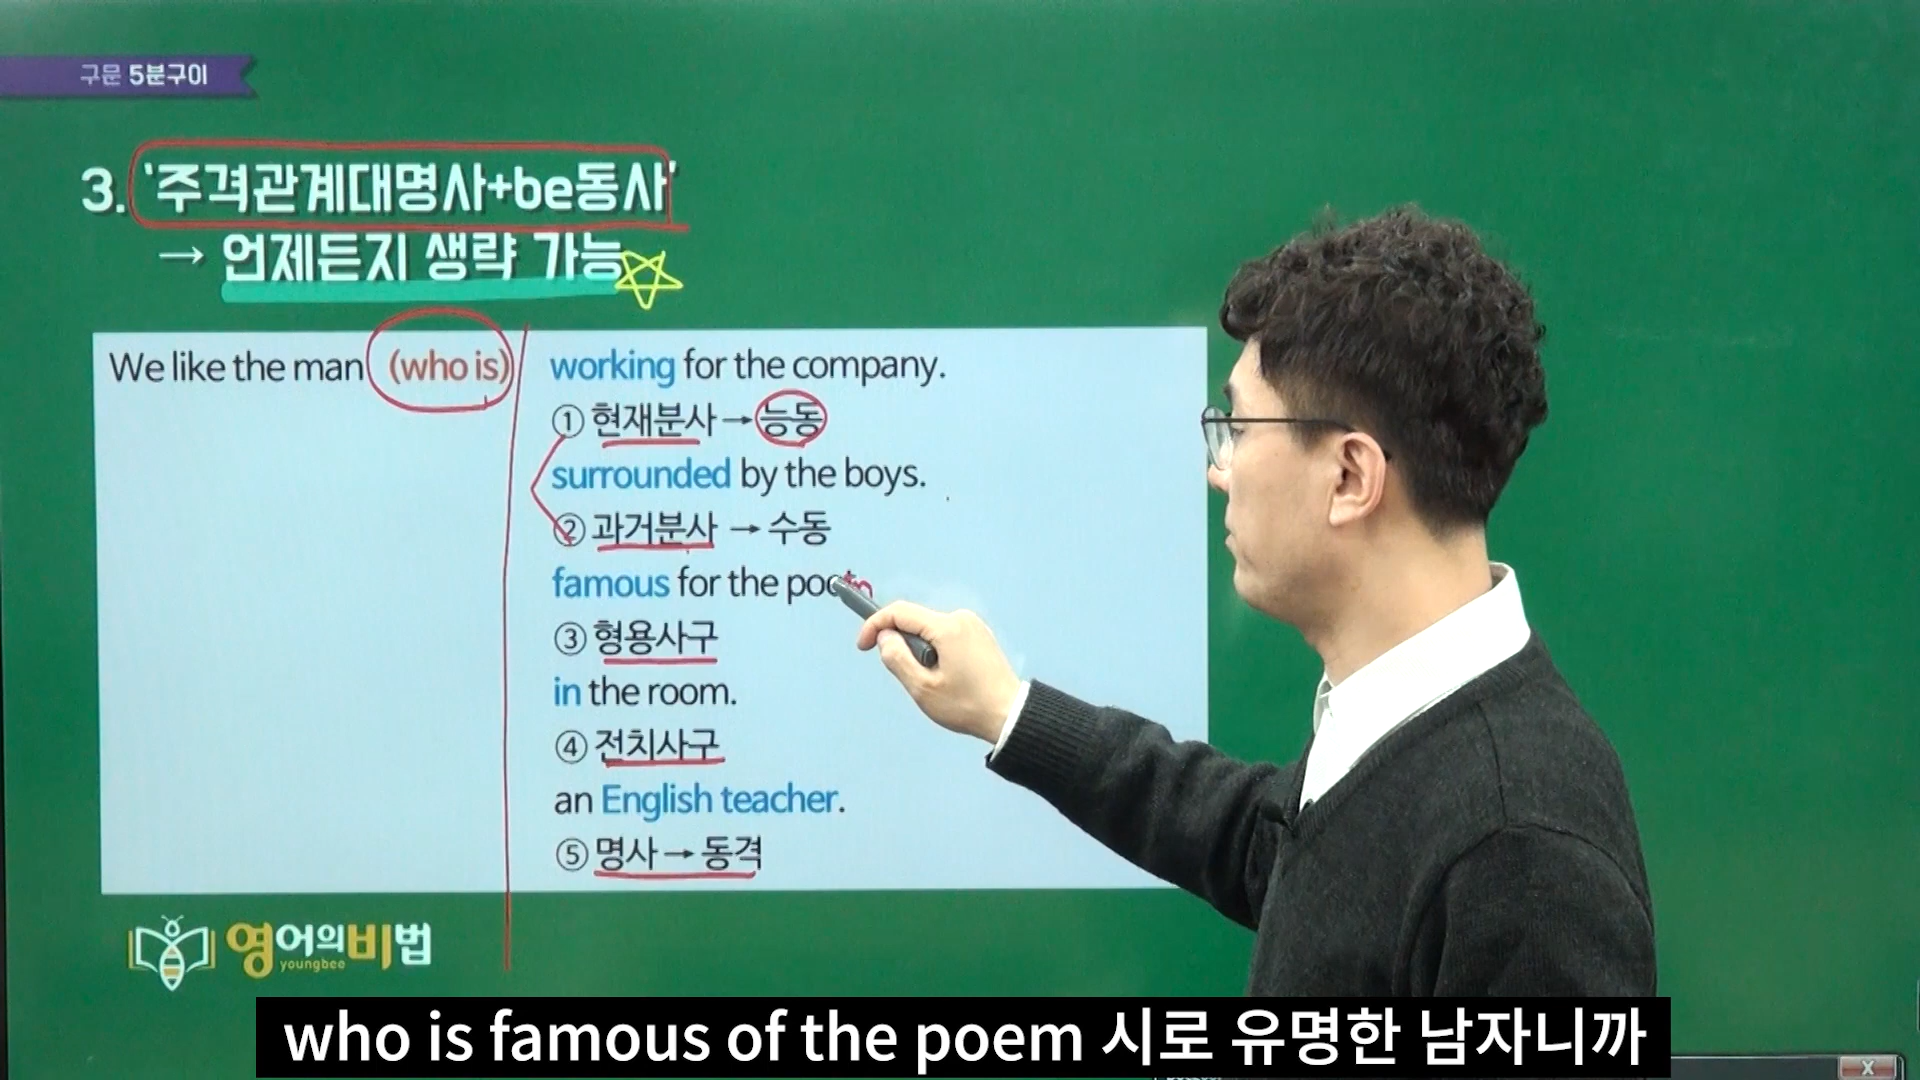 구문 5분구이
3. '주격관계대명사+be동사'
→ 언제든지 생략 가능
We like the man (who is) working for the company.
① 현재분사 → 능동
surrounded by the boys.
② 과거분사 → 수동
famous for the
③ 형용사구
in the room.
④ 전치사구
an English teacher.
⑤ 명사 → 동격
영어의비법
youngbee
who is famous of the poem 시로 유명한 남자니까